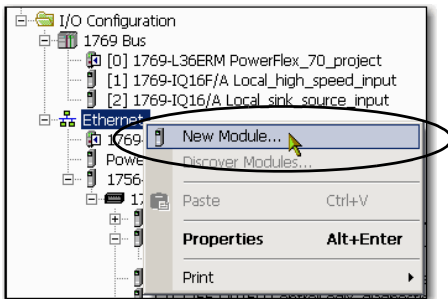 I/O Configuration
1769 Bus
[0] 1769-L36ERM PowerFlex_70_project
[1] 1769-IQ16F/A Local_high_speed_input
[2] 1769-IQ16/A Local_sink_source_input
Ethernet
New Module...
1769-
Discover Modules...
Powe
1756-
Paste Ctrl+V
Properties Alt+Enter
Print